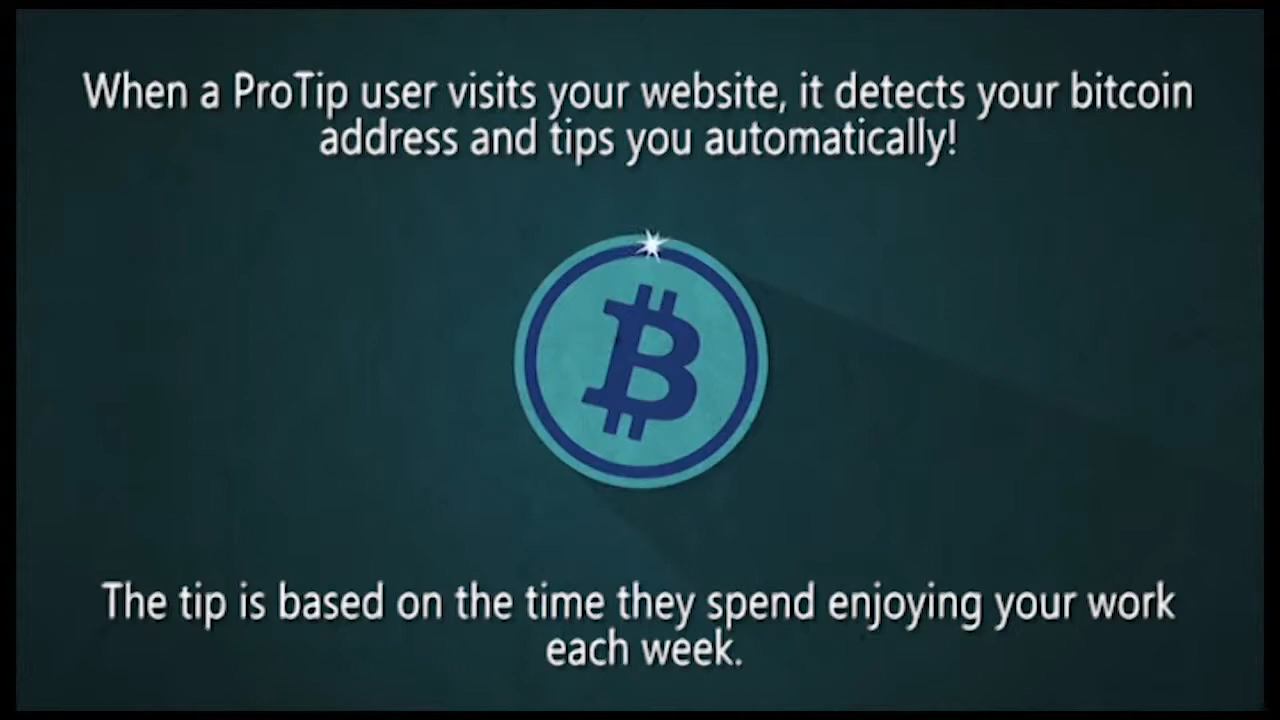 When a ProTip user visits your website, it detects your bitcoin
address and tips you automatically!
The tip is based on the time they spend enjoying your work
each week.